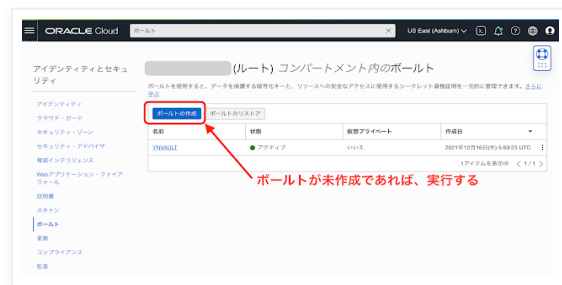 ORACLE Cloud
ボールト
US East (Ashburn)
アイデンティティとセキュ
リティ
アイデンティティ
クラウド・ガード
セキュリティ・ゾーン
セキュリティ・アドバイザ
脅威インテリジェンス
Webアプリケーション・ファイア
ウォール
証明書
スキャン
ボールト
要塞
コンプライアンス
監査
(ルート) コンパートメント内のボールト
ボールトを使用すると、データを保護する暗号化キーと、リソースへの安全なアクセスに使用するシークレット資格証明を一元的に管理できます。さらに
学ぶ
ボールトの作成
ボールトのリストア
名前 状態 仮想プライベート 作成日
YNVAULT アクティブ いいえ 2021年12月16日(木) 5:59:23 UTC
1アイテムを表示中 < 1 / 1 >
ボールトが未作成であれば、実行する